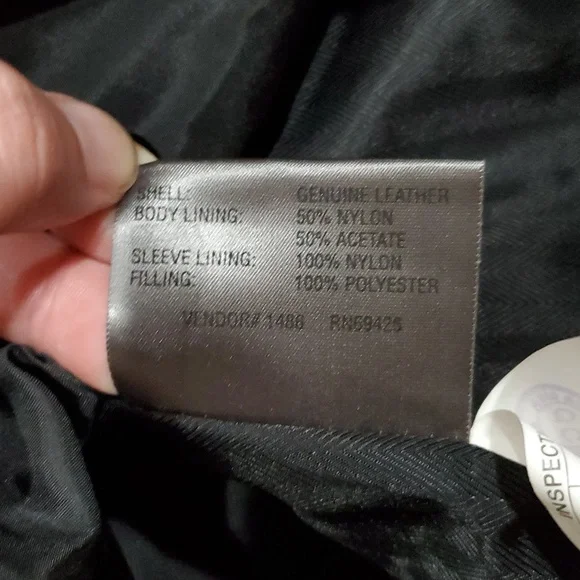 SHELL: GENUINE LEATHER
BODY LINING: 50% NYLON
50% ACETATE
SLEEVE LINING: 100% NYLON
FILLING: 100% POLYESTER
VENDOR# 1486 RN69426
INSPECT